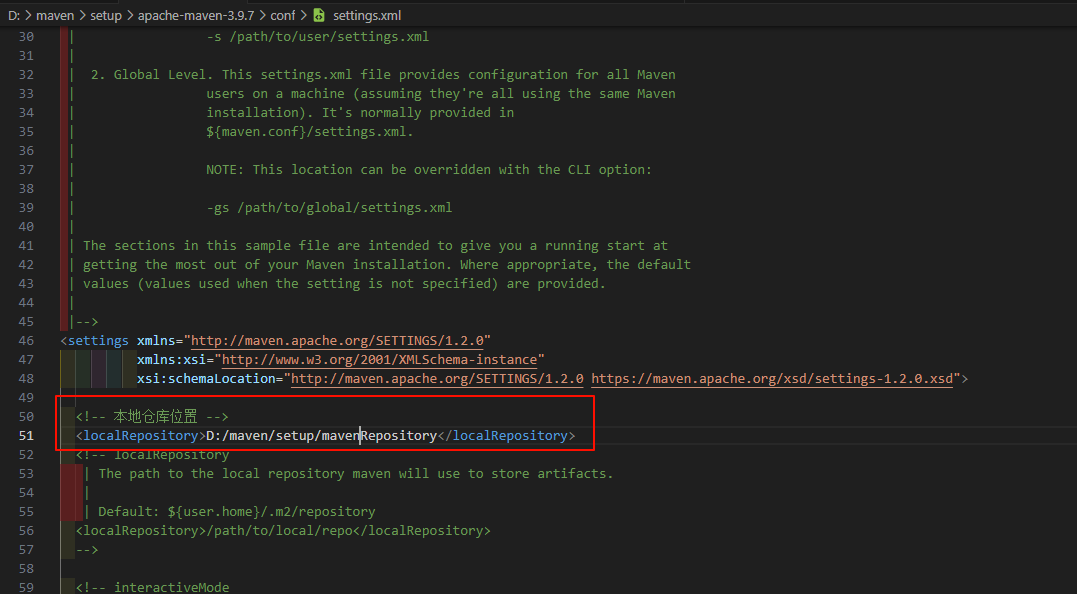 D: > maven > setup > apache-maven-3.9.7 > conf > settings.xml
30 | -s /path/to/user/settings.xml
31 |
32 | 2. Global Level. This settings.xml file provides configuration for all Maven
33 | users on a machine (assuming they're all using the same Maven
34 | installation). It's normally provided in
35 | ${maven.conf}/settings.xml.
36 |
37 | NOTE: This location can be overridden with the CLI option:
38 |
39 | -gs /path/to/global/settings.xml
40 |
41 | The sections in this sample file are intended to give you a running start at
42 | getting the most out of your Maven installation. Where appropriate, the default
43 | values (values used when the setting is not specified) are provided.
44 |
45 |-->
46 <settings xmlns="http://maven.apache.org/SETTINGS/1.2.0"
47 xmlns:xsi="http://www.w3.org/2001/XMLSchema-instance"
48 xsi:schemaLocation="http://maven.apache.org/SETTINGS/1.2.0 https://maven.apache.org/xsd/settings-1.2.0.xsd">
49
50 <!-- 本地仓库位置 -->
51 <localRepository>D:/maven/setup/mavenRepository</localRepository>
52 <!-- localRepository
53 | The path to the local repository maven will use to store artifacts.
54 |
55 | Default: ${user.home}/.m2/repository
56 <localRepository>/path/to/local/repo</localRepository>
57 -->
58
59 <!-- interactiveMode